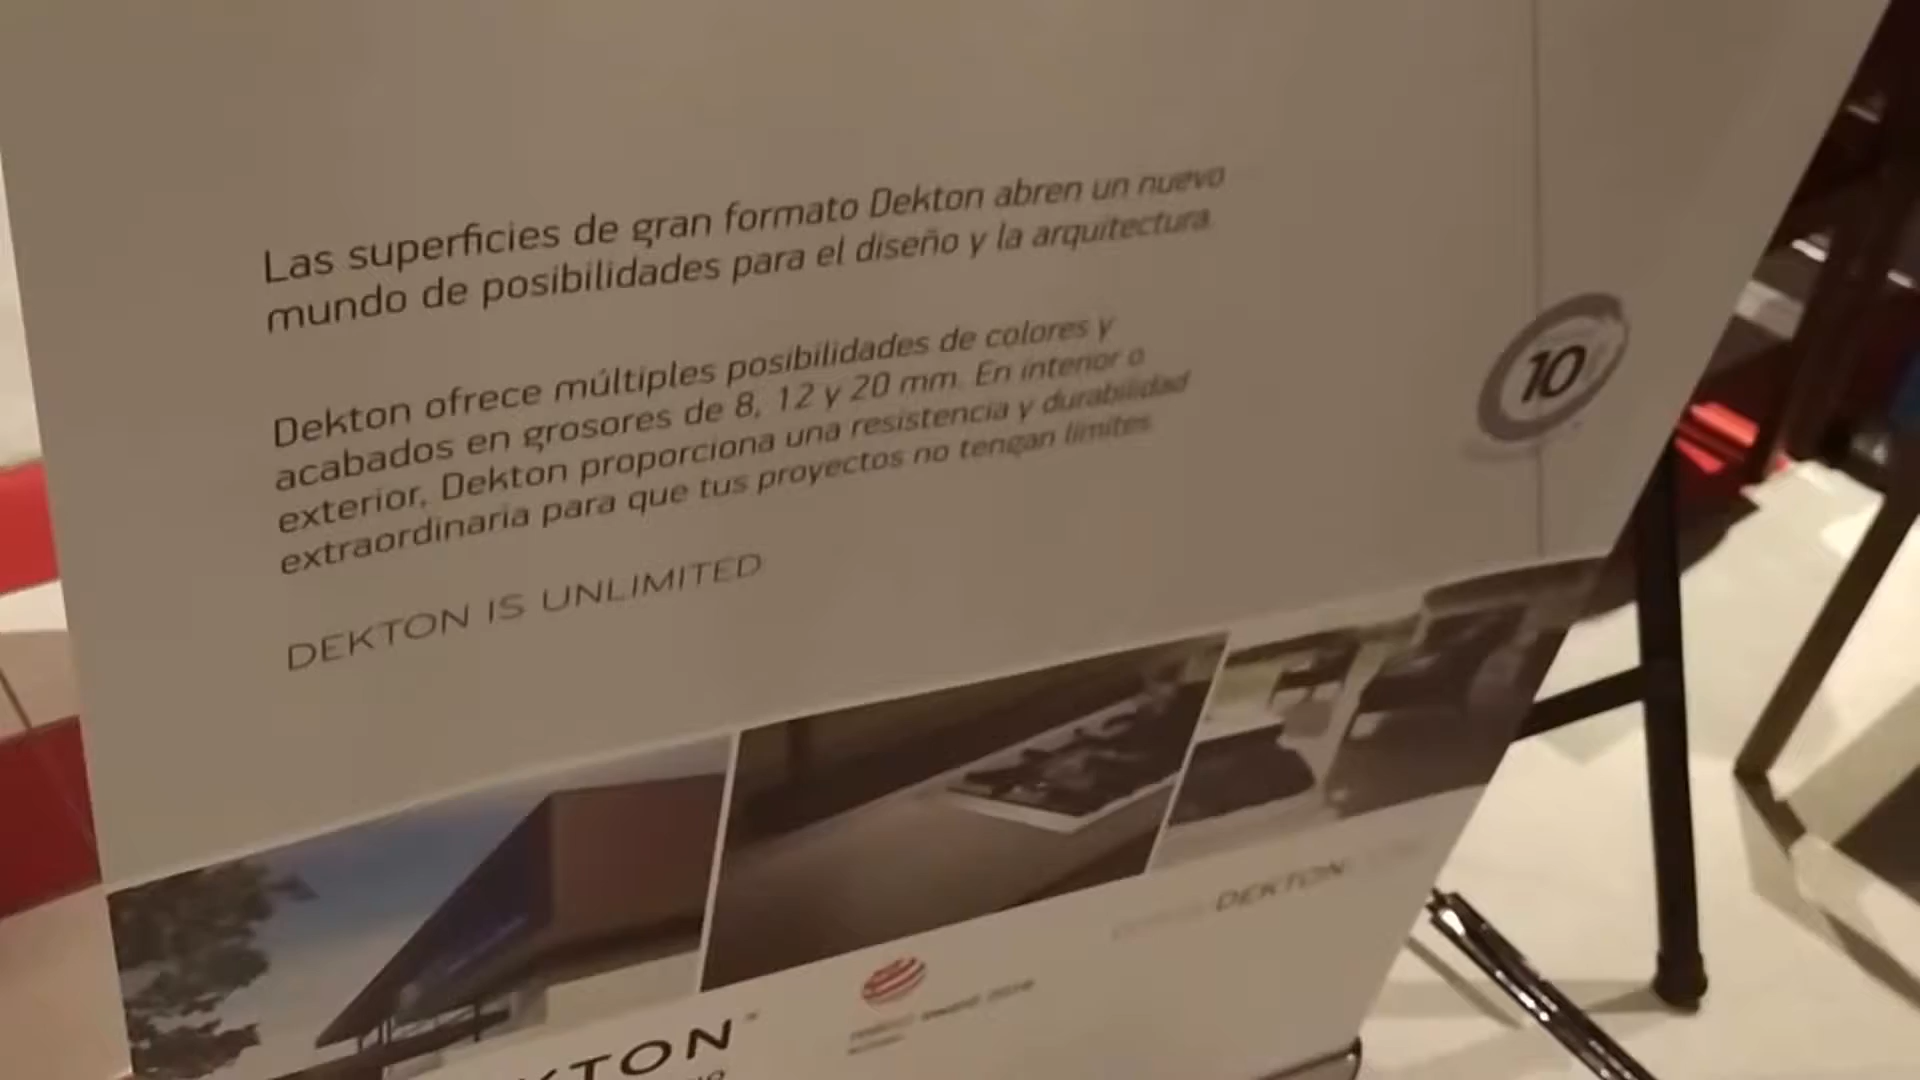 Las superficies de gran formato Dekton abren un nuevo
mundo de posibilidades para el diseño y la arquitectura.
Dekton ofrece múltiples posibilidades de colores y
acabados en grosores de 8, 12 y 20 mm. En interior o
exterior, Dekton proporciona una resistencia y durabilidad
extraordinaria para que tus proyectos no tengan límites
DEKTON IS UNLIMITED
10
DEKTON
KTON